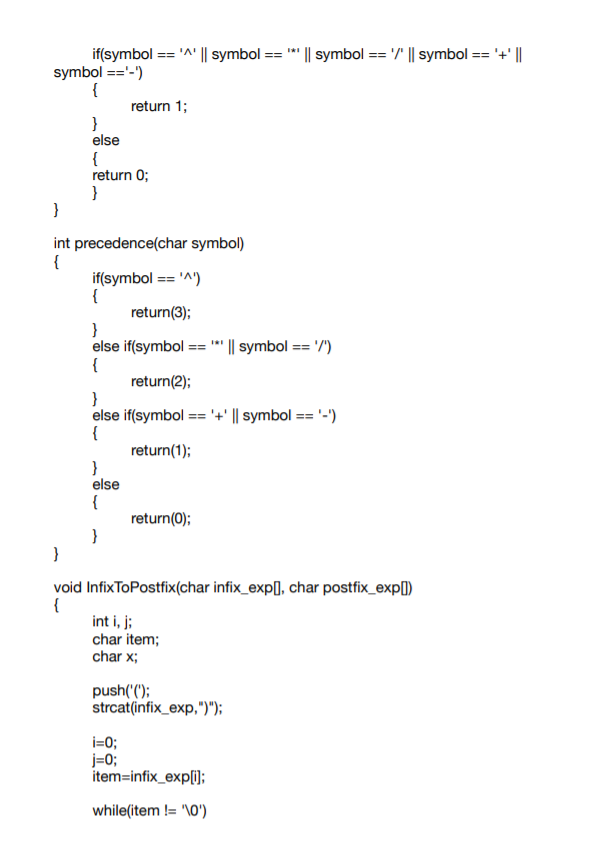 if(symbol == '^' || symbol == '*' || symbol == '/' || symbol == '+' ||
symbol =='-')
{
return 1;
}
else
{
return 0;
}
}
int precedence(char symbol)
{
if(symbol == '^')
{
return(3);
}
else if(symbol == '*' || symbol == '/')
{
return(2);
}
else if(symbol == '+' || symbol == '-')
{
return(1);
}
else
{
return(0);
}
}
void InfixToPostfix(char infix_exp[], char postfix_exp[])
{
int i, j;
char item;
char x;
push('(');
strcat(infix_exp,")");
i=0;
j=0;
item=infix_exp[i];
while(item != '\0')